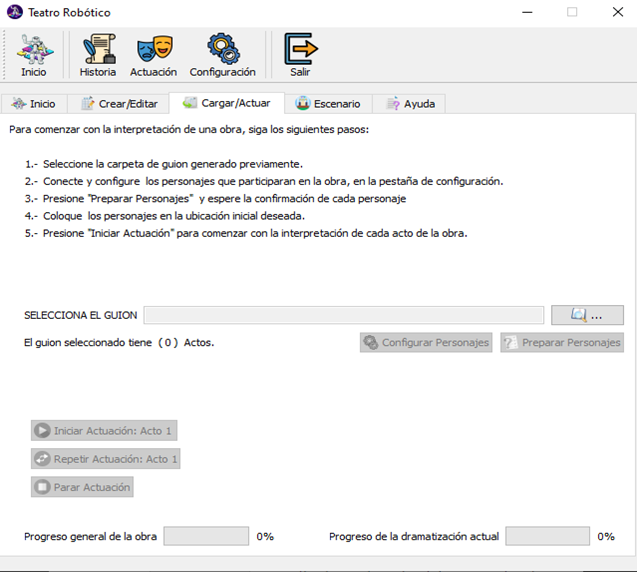 Teatro Robótico
Inicio Historia Actuación Configuración Salir
Inicio Crear/Editar Cargar/Actuar Escenario Ayuda
Para comenzar con la interpretación de una obra, siga los siguientes pasos:
1.- Seleccione la carpeta de guion generado previamente.
2.- Conecte y configure los personajes que participaran en la obra, en la pestaña de configuración.
3.- Presione "Preparar Personajes" y espere la confirmación de cada personaje
4.- Coloque los personajes en la ubicación inicial deseada.
5.- Presione "Iniciar Actuación" para comenzar con la interpretación de cada acto de la obra.
SELECCIONA EL GUION ...
El guion seleccionado tiene ( 0 ) Actos. Configurar Personajes Preparar Personajes
Iniciar Actuación: Acto 1
Repetir Actuación: Acto 1
Parar Actuación
Progreso general de la obra 0% Progreso de la dramatización actual 0%